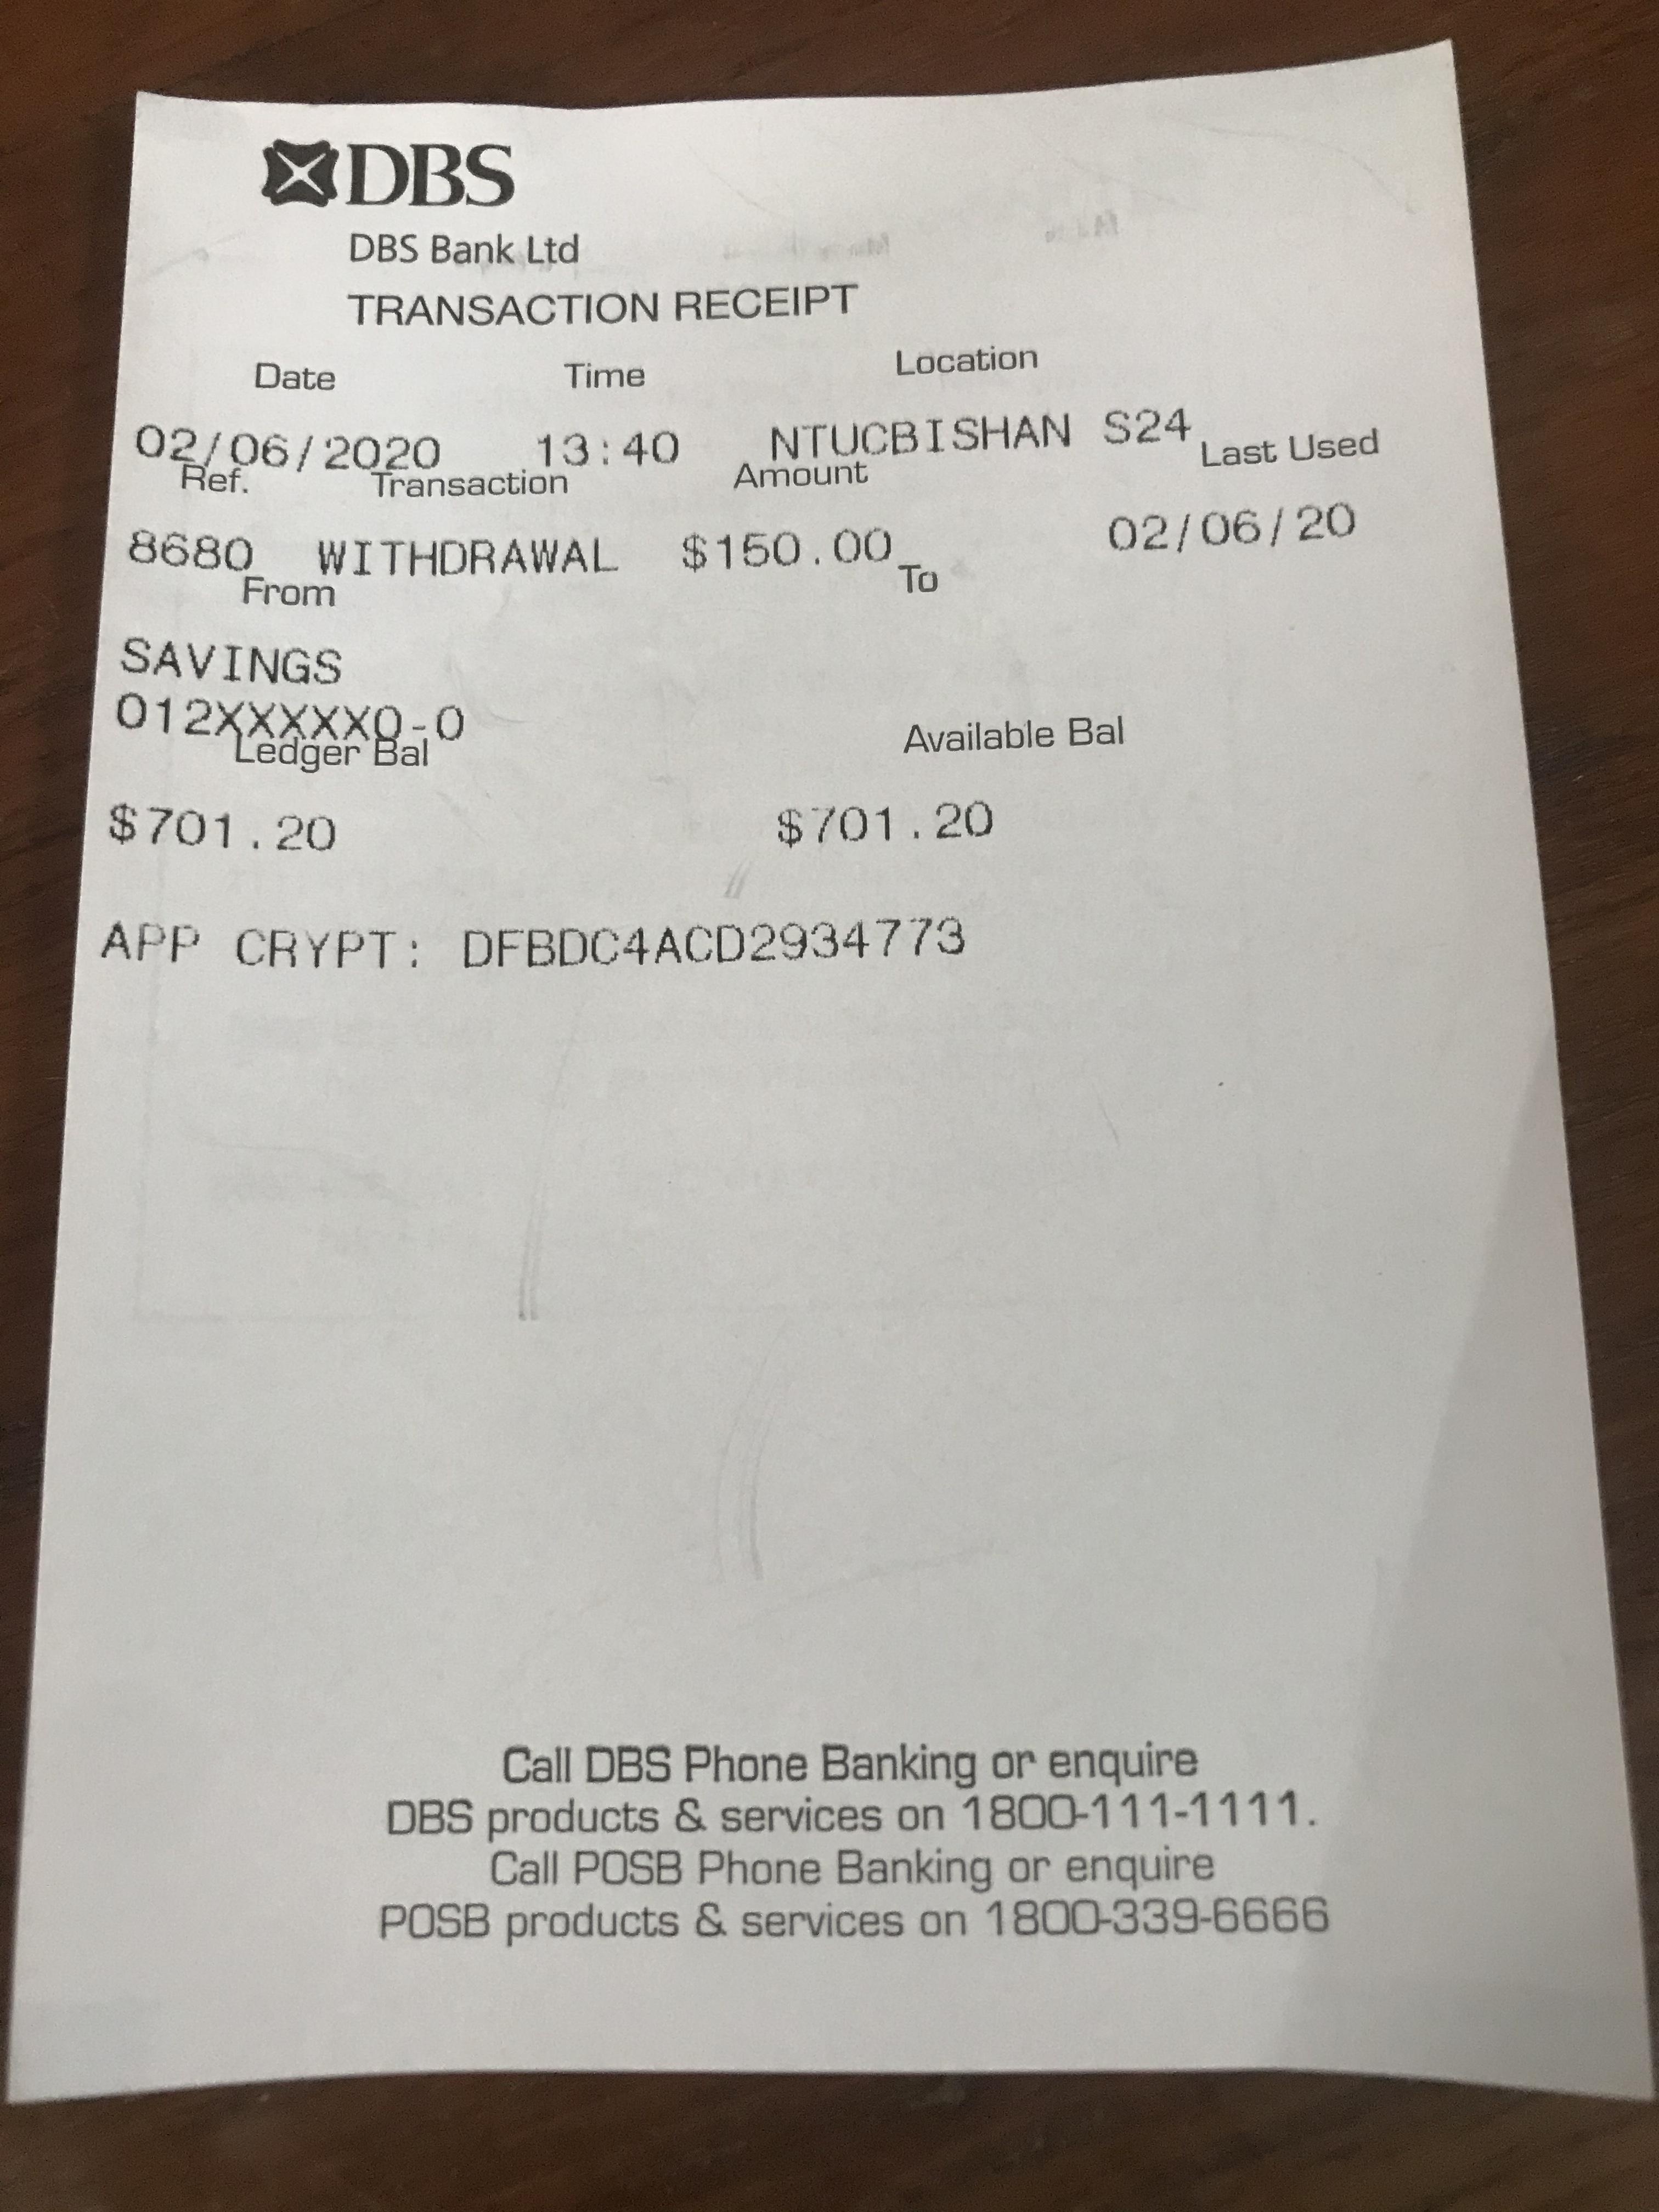 DBS
DBS Bank Ltd
TRANSACTION RECEIPT
Date Time Location
02/06/2020 13:40 NTUCBISHAN S24
Ref. Transaction Amount Last Used
8680 WITHDRAWAL $150.00 02/06/20
From To
SAVINGS
012XXXXXX0-0
Ledger Bal Available Bal
$701.20 $701.20
APP CRYPT: DFBDC4ACD2934773
Call DBS Phone Banking or enquire
DBS products & services on 1800-111-1111.
Call POSB Phone Banking or enquire
POSB products & services on 1800-339-6666